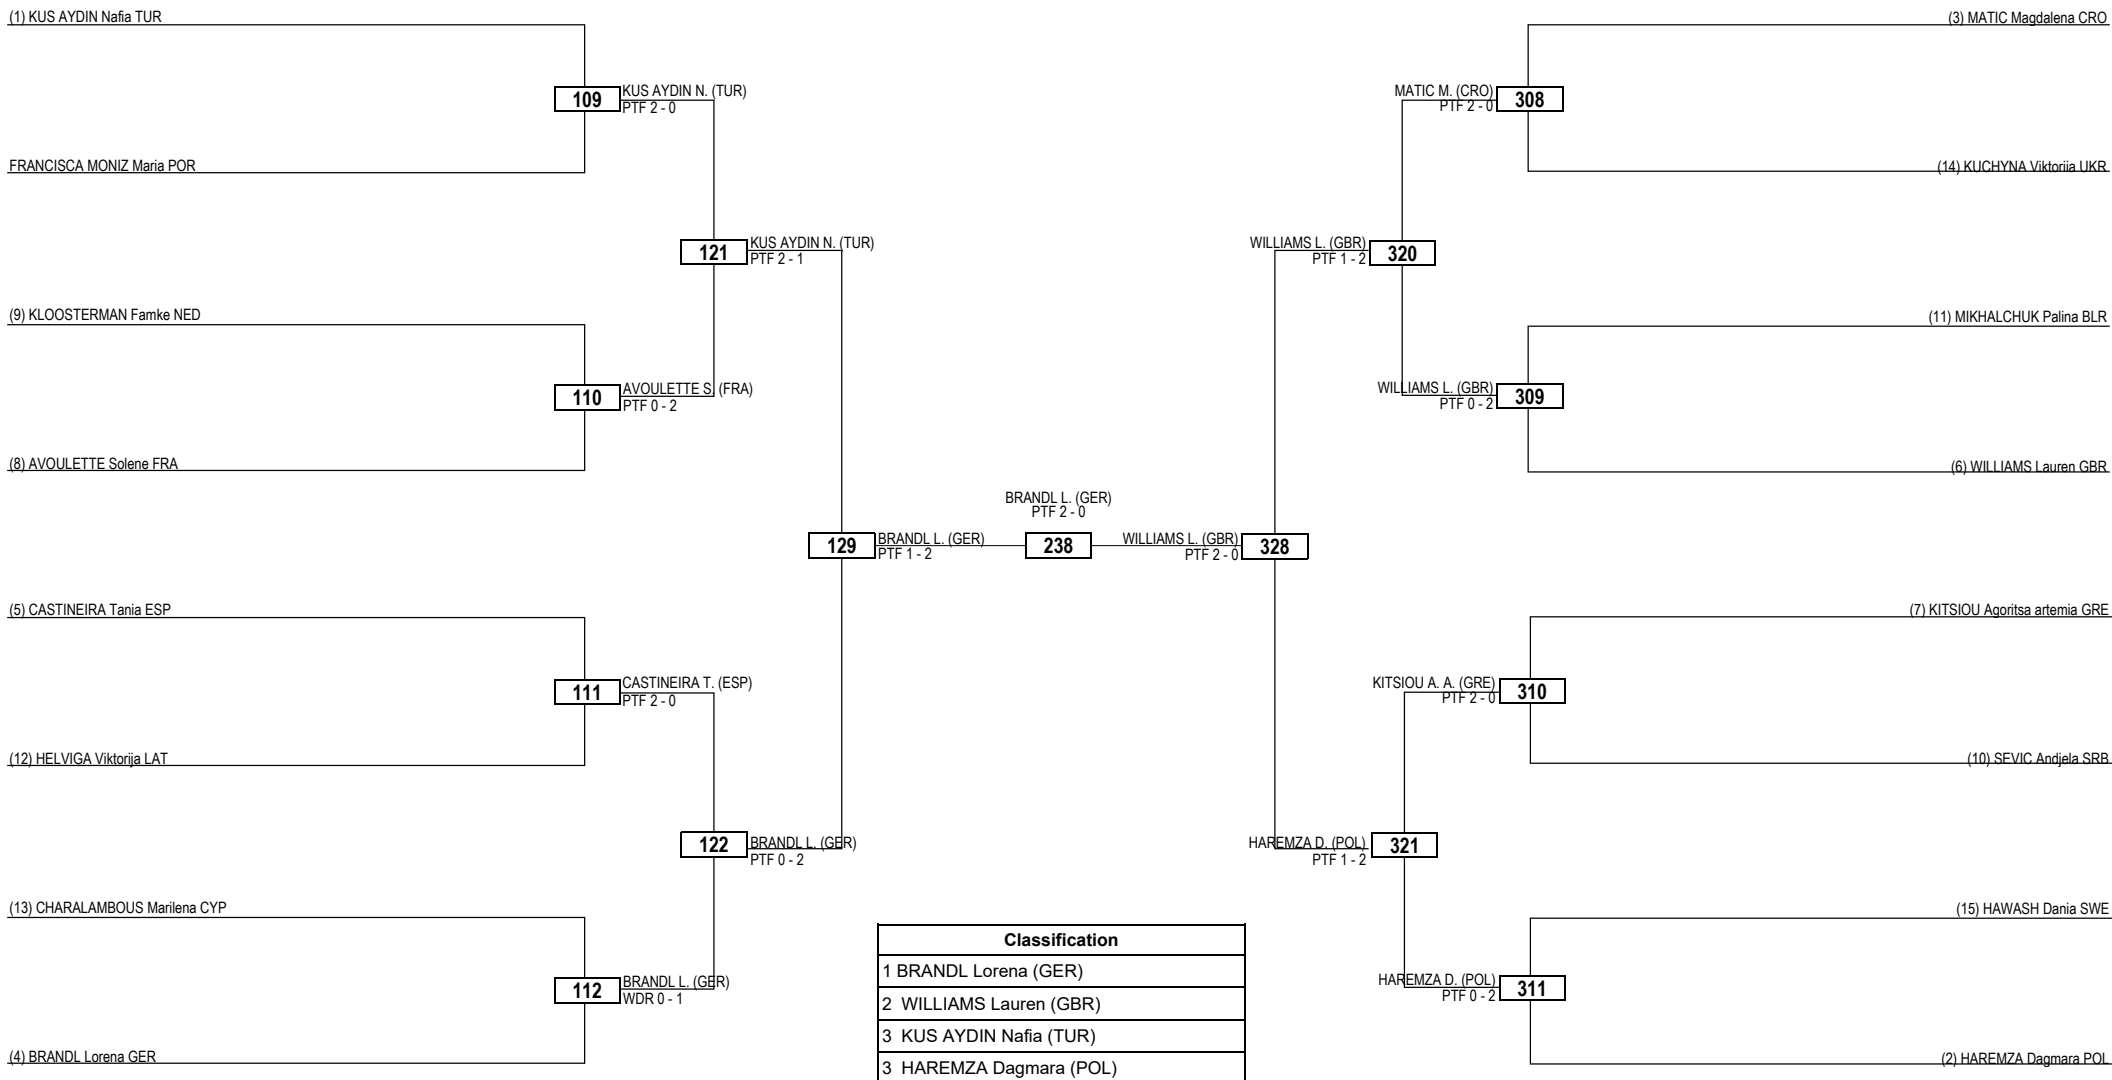 (1) KUS AYDIN Nafia TUR
109
KUS AYDIN N. (TUR)
PTF 2 - 0
FRANCISCA MONIZ Maria POR
121
KUS AYDIN N. (TUR)
PTF 2 - 1
(9) KLOOSTERMAN Famke NED
110
AVOULETTE S. (FRA)
PTF 0 - 2
(8) AVOULETTE Solene FRA
129
BRANDL L. (GER)
PTF 1 - 2
(5) CASTINEIRA Tania ESP
111
CASTINEIRA T. (ESP)
PTF 2 - 0
(12) HELVIGA Viktorija LAT
122
BRANDL L. (GER)
PTF 0 - 2
(13) CHARALAMBOUS Marilena CYP
112
BRANDL L. (GER)
WDR 0 - 1
(4) BRANDL Lorena GER
BRANDL L. (GER)
PTF 2 - 0
238
(3) MATIC Magdalena CRO
MATIC M. (CRO)
PTF 2 - 0
308
(14) KUCHYNA Viktoriia UKR
WILLIAMS L. (GBR)
PTF 1 - 2
320
(11) MIKHALCHUK Palina BLR
WILLIAMS L. (GBR)
PTF 0 - 2
309
(6) WILLIAMS Lauren GBR
WILLIAMS L. (GBR)
PTF 2 - 0
328
(7) KITSIOU Agoritsa artemia GRE
KITSIOU A. A. (GRE)
PTF 2 - 0
310
(10) SEVIC Andjela SRB
HAREMZA D. (POL)
PTF 1 - 2
321
(15) HAWASH Dania SWE
HAREMZA D. (POL)
PTF 0 - 2
311
(2) HAREMZA Dagmara POL
Classification
1 BRANDL Lorena (GER)
2 WILLIAMS Lauren (GBR)
3 KUS AYDIN Nafia (TUR)
3 HAREMZA Dagmara (POL)